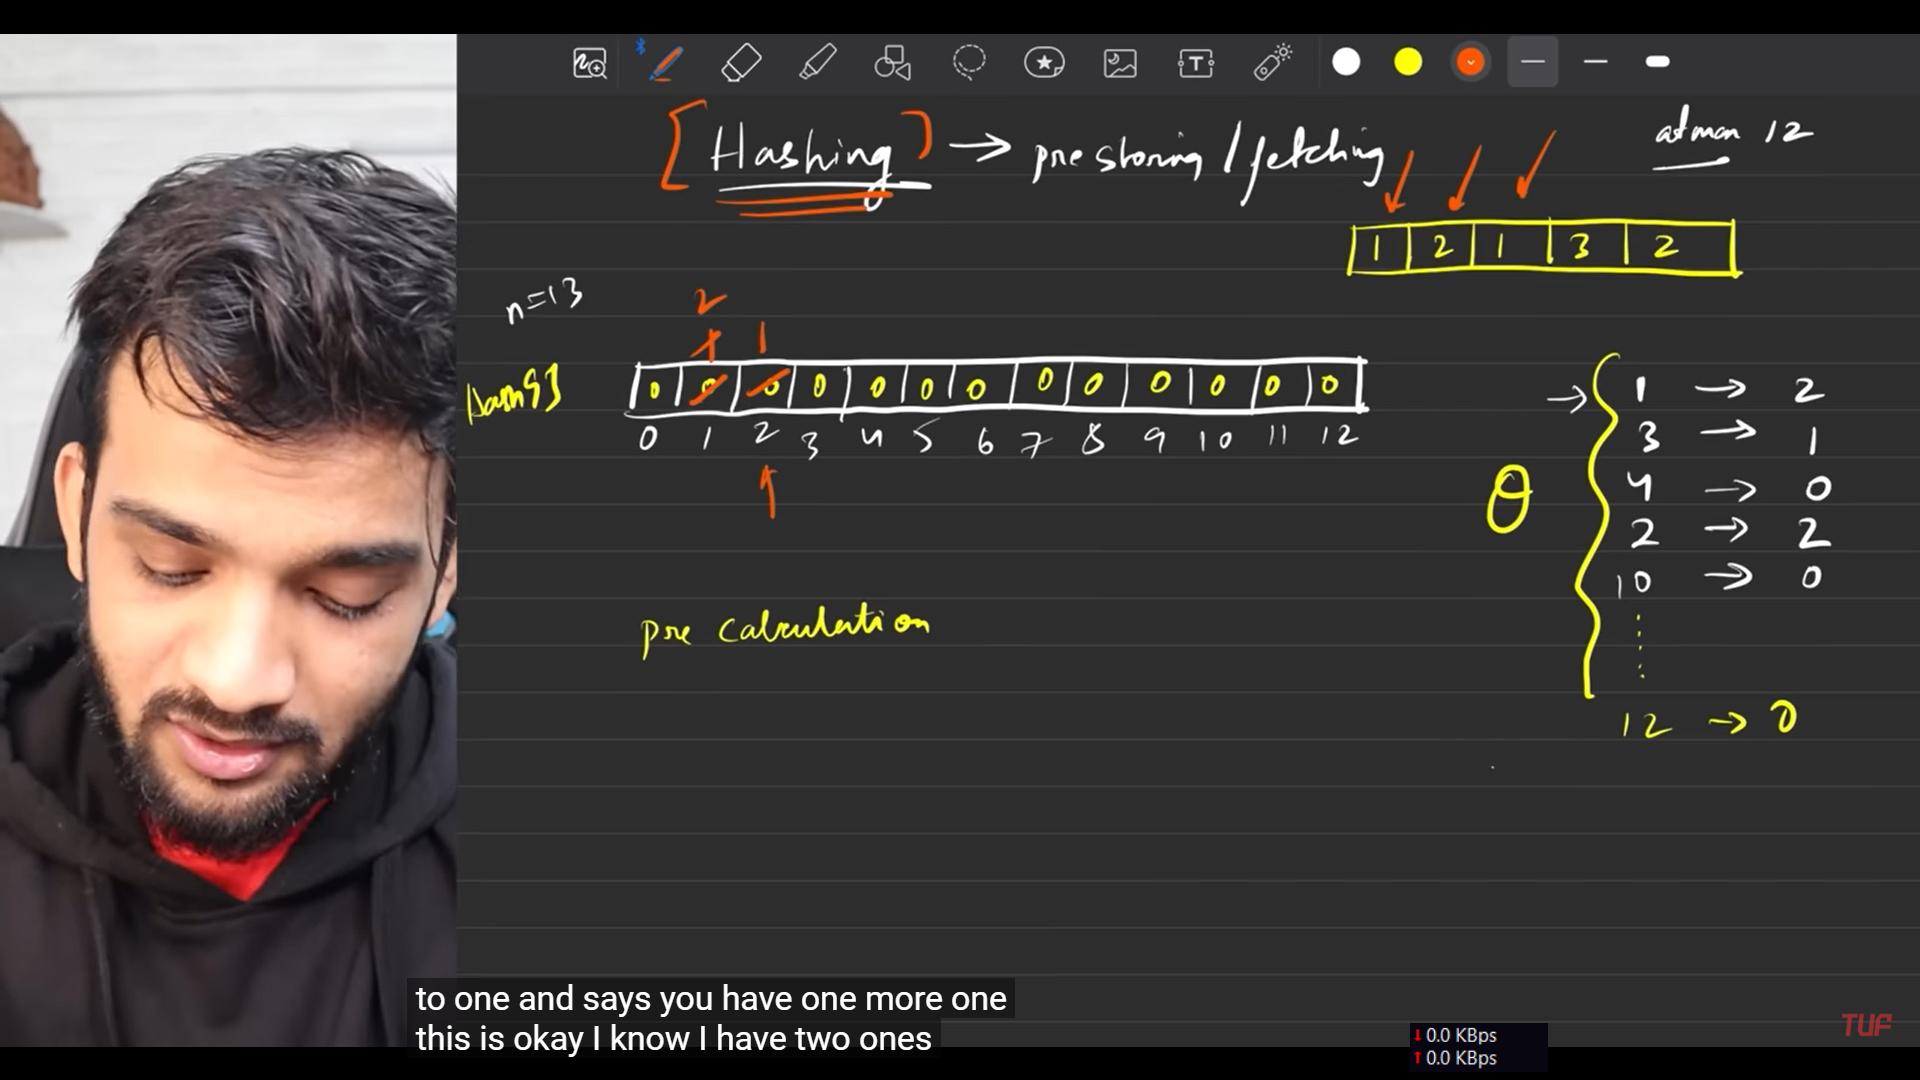 [Hashing] → pre storing / fetching
at max 12
1 2 1 3 2
n=13
2
1 1
hash[]
0 0 0 0 0 0 0 0 0 0 0 0 0
0 1 2 3 4 5 6 7 8 9 10 11 12
1 → 2
3 → 1
4 → 0
2 → 2
10 → 0
12 → 0
pre calculation
to one and says you have one more one
this is okay I know I have two ones
0.0 KBps
0.0 KBps
TUF